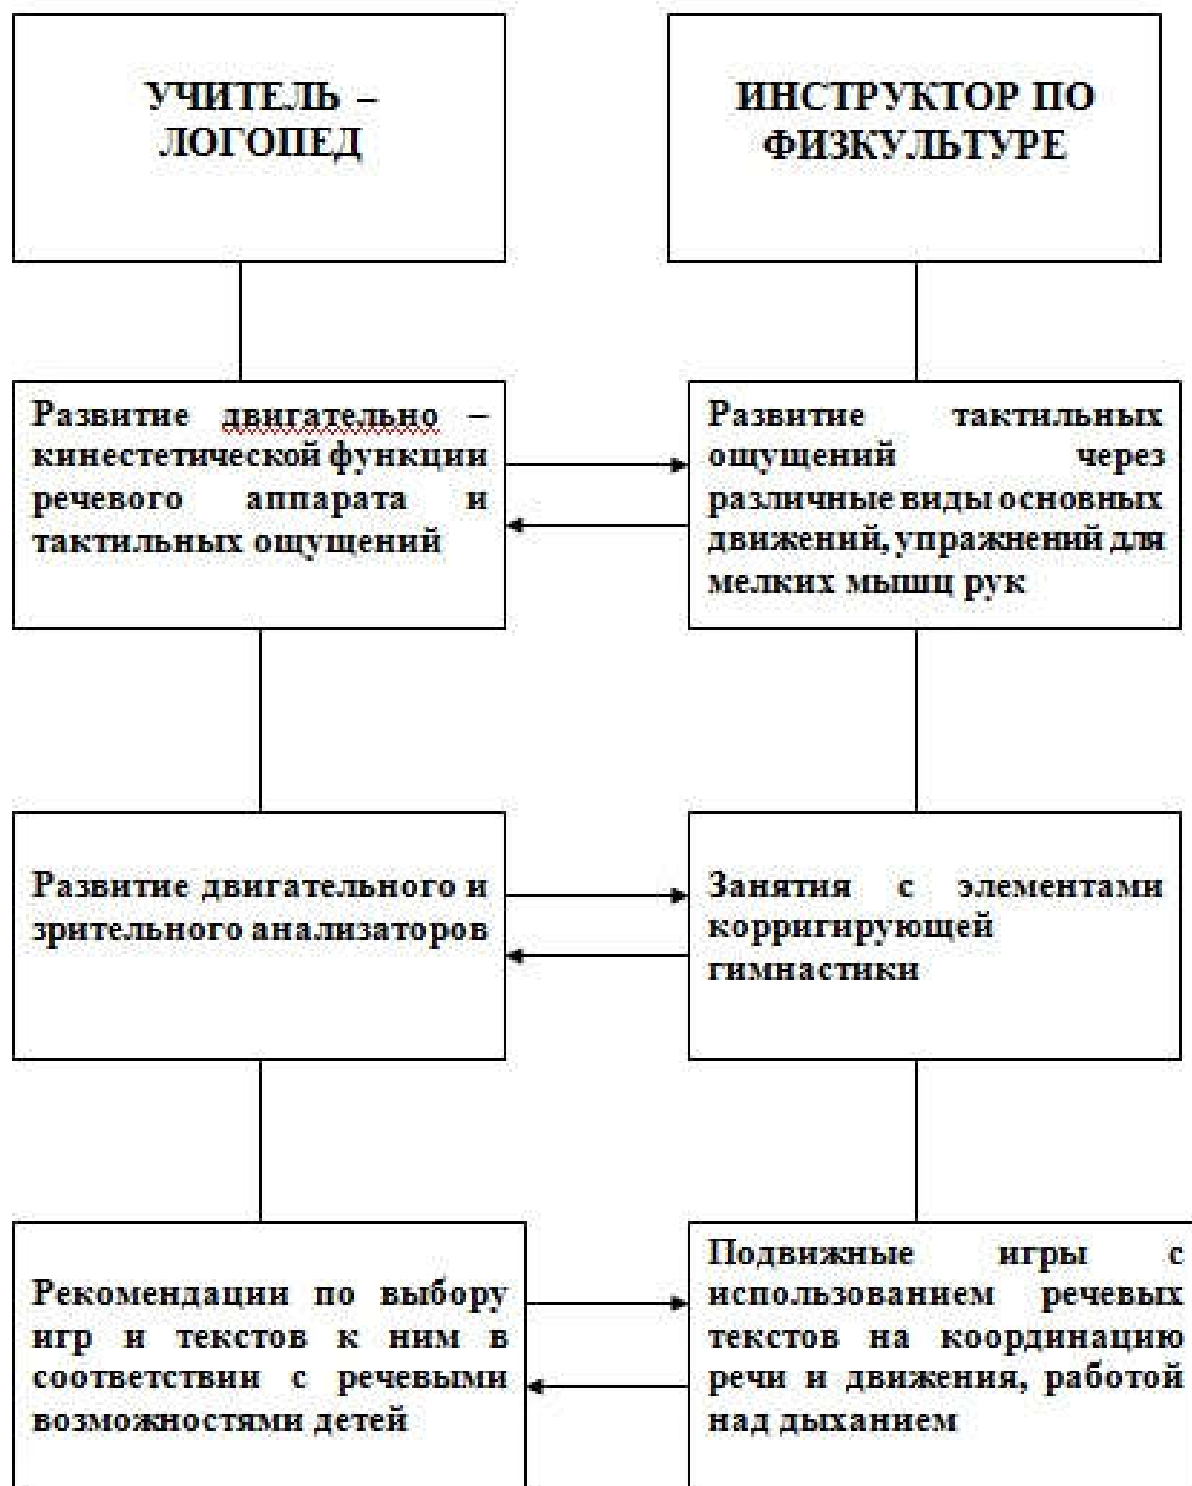 УЧИТЕЛЬ –
ЛОГОПЕД
ИНСТРУКТОР ПО
ФИЗКУЛЬТУРЕ
Развитие двигательно –
кинестетической функции
речевого аппарата и
тактильных ощущений
Развитие тактильных
ощущений через
различные виды основных
движений, упражнений для
мелких мышц рук
Развитие двигательного и
зрительного анализаторов
Занятия с элементами
корригирующей
гимнастики
Рекомендации по выбору
игр и текстов к ним в
соответствии с речевыми
возможностями детей
Подвижные игры с
использованием речевых
текстов на координацию
речи и движения, работой
над дыханием